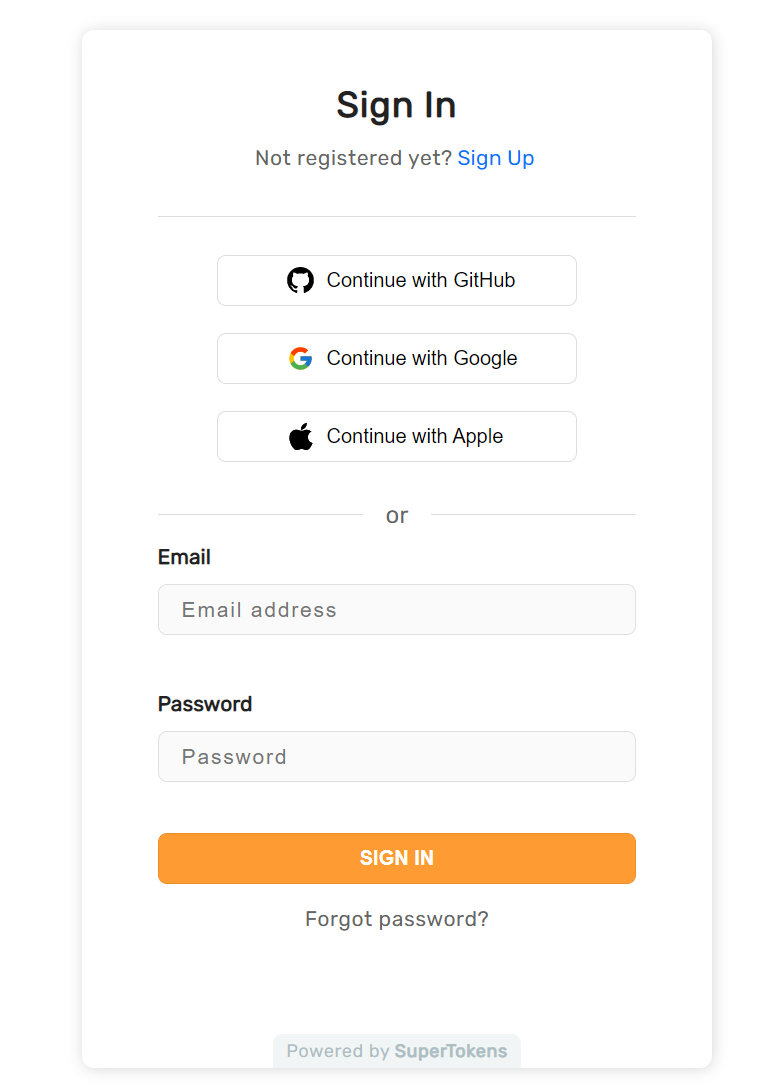 Sign In
Not registered yet? Sign Up
Continue with GitHub
Continue with Google
Continue with Apple
or
Email
Email address
Password
Password
SIGN IN
Forgot password?
Powered by SuperTokens